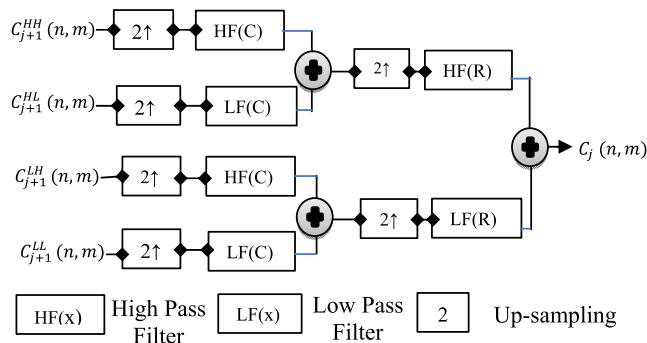 C_{j+1}^{HH}(n,m) 2↑ HF(C)
2↑ HF(R)
C_{j+1}^{HL}(n,m) 2↑ LF(C)
C_j (n,m)
C_{j+1}^{LH}(n,m) 2↑ HF(C)
2↑ LF(R)
C_{j+1}^{LL}(n,m) 2↑ LF(C)
HF(x) High Pass Filter LF(x) Low Pass Filter 2 Up-sampling